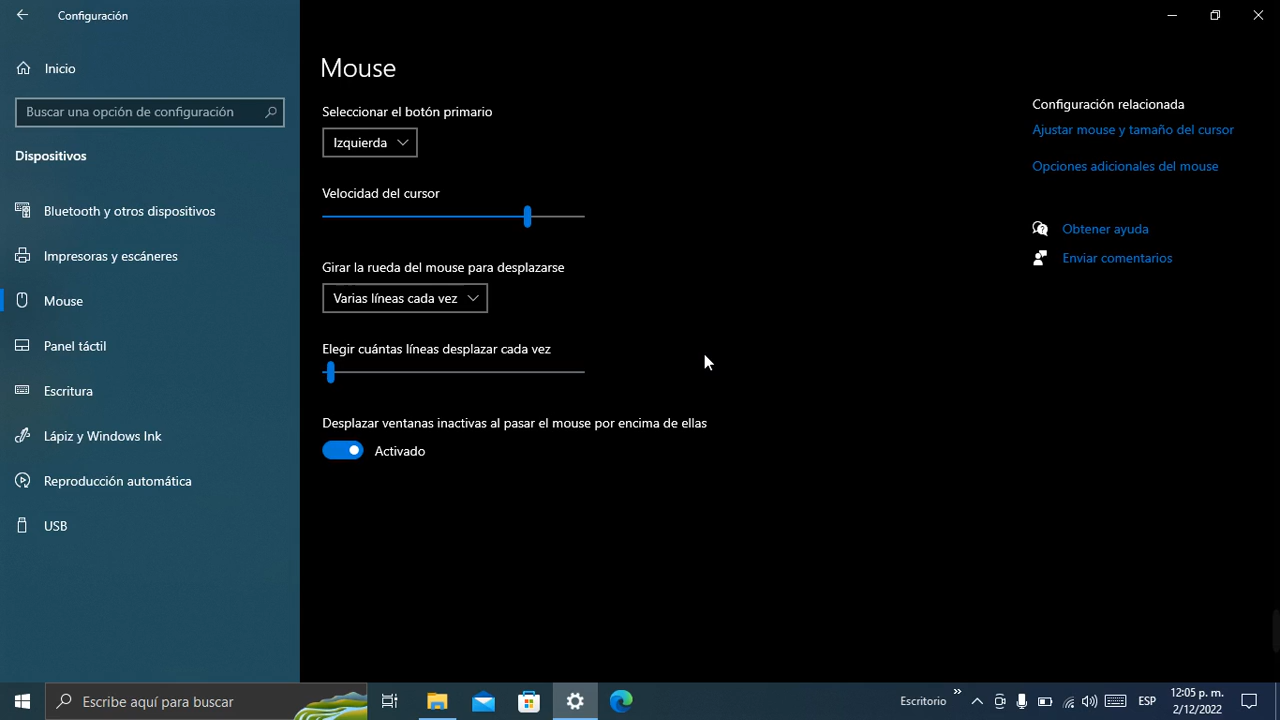 Configuración
Inicio
Buscar una opción de configuración
Dispositivos
Bluetooth y otros dispositivos
Impresoras y escáneres
Mouse
Panel táctil
Escritura
Lápiz y Windows Ink
Reproducción automática
USB
Mouse
Seleccionar el botón primario
Izquierda
Velocidad del cursor
Girar la rueda del mouse para desplazarse
Varias líneas cada vez
Elegir cuántas líneas desplazar cada vez
Desplazar ventanas inactivas al pasar el mouse por encima de ellas
Activado
Configuración relacionada
Ajustar mouse y tamaño del cursor
Opciones adicionales del mouse
Obtener ayuda
Enviar comentarios
Escribe aquí para buscar
Escritorio
ESP
12:05 p. m.
2/12/2022